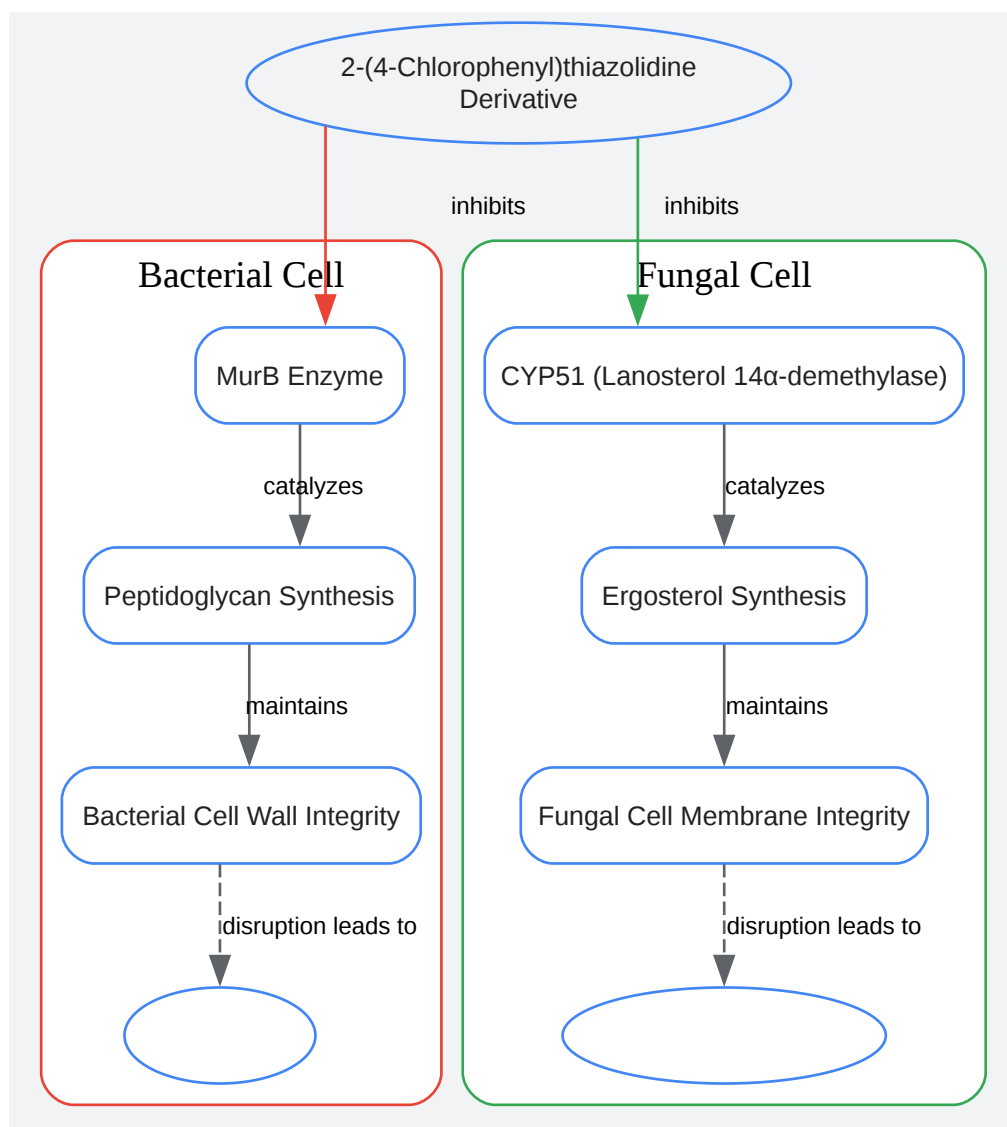 2-(4-Chlorophenyl)thiazolidine
Derivative
inhibits
inhibits
Bacterial Cell
Fungal Cell
MurB Enzyme
CYP51 (Lanosterol 14α-demethylase)
catalyzes
catalyzes
Peptidoglycan Synthesis
Ergosterol Synthesis
maintains
maintains
Bacterial Cell Wall Integrity
Fungal Cell Membrane Integrity
disruption leads to
disruption leads to